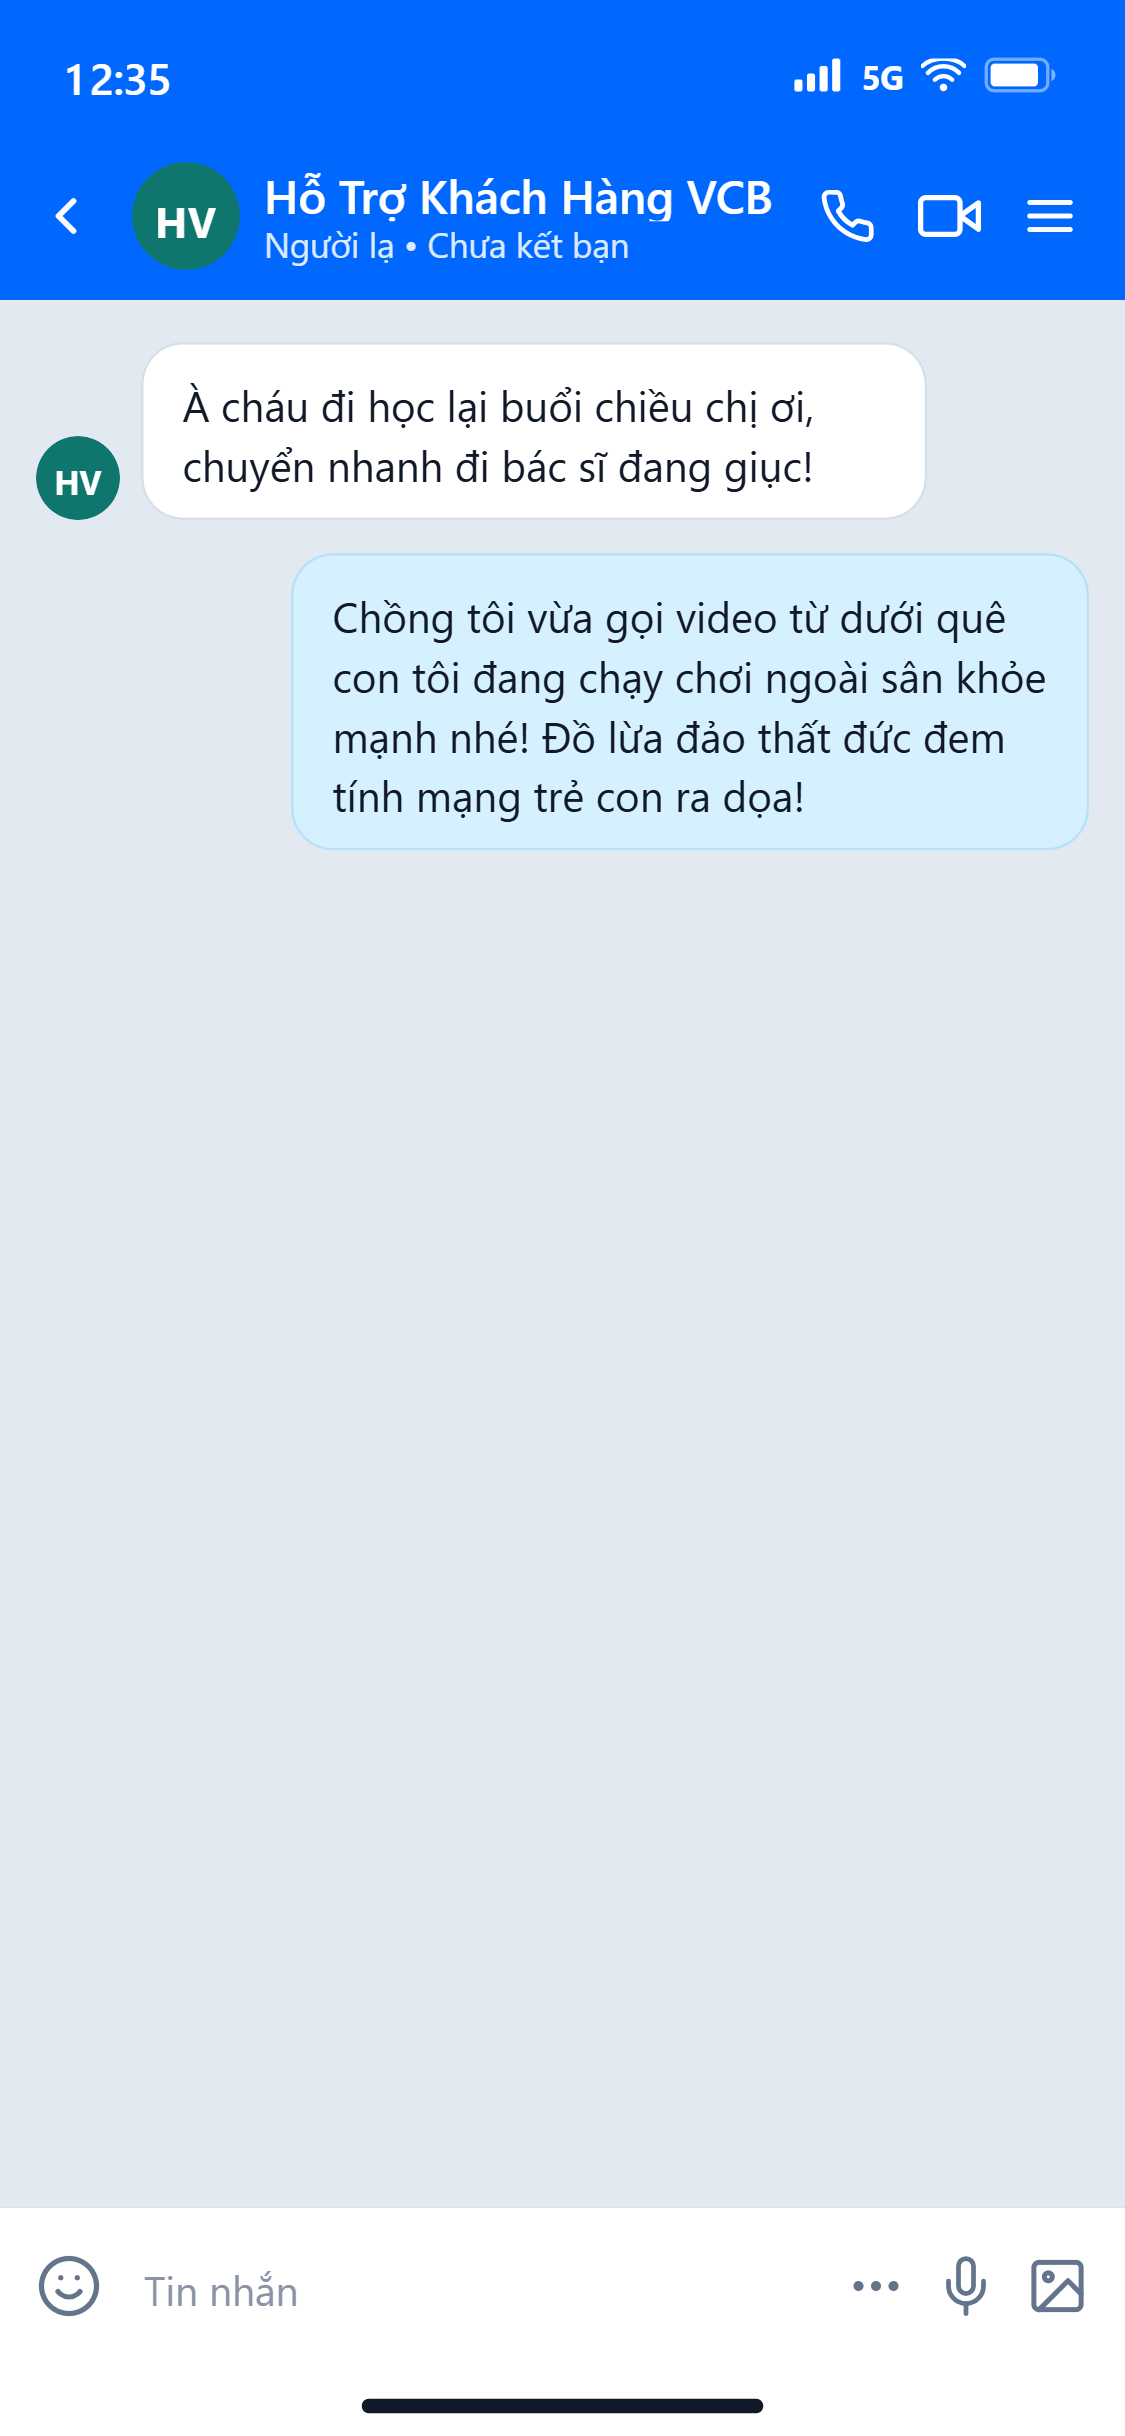 12:35
5G
HV
Hỗ Trợ Khách Hàng VCB
Người lạ • Chưa kết bạn
À cháu đi học lại buổi chiều chị ơi,
chuyển nhanh đi bác sĩ đang giục!
HV
Chồng tôi vừa gọi video từ dưới quê
con tôi đang chạy chơi ngoài sân khỏe
mạnh nhé! Đồ lừa đảo thất đức đem
tính mạng trẻ con ra dọa!
Tin nhắn